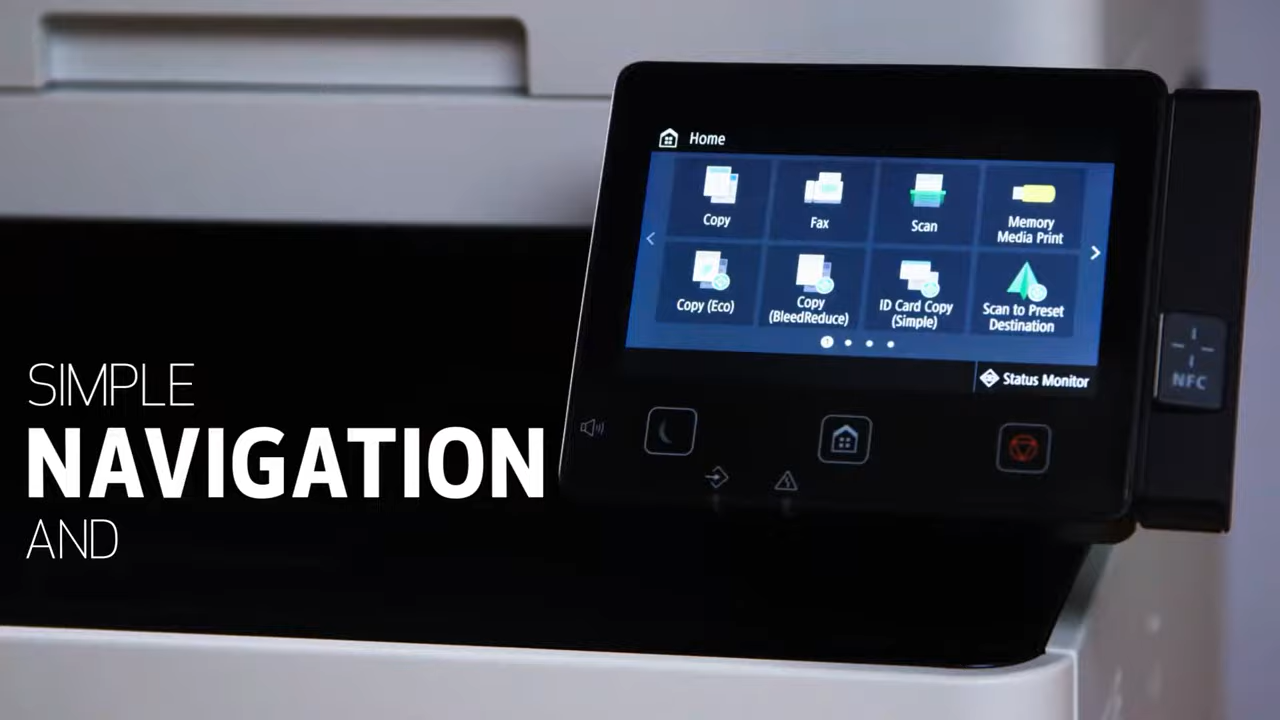 Home
Copy
Fax
Scan
Memory
Media Print
Copy (Eco)
Copy
(BleedReduce)
ID Card Copy
(Simple)
Scan to Preset
Destination
1
Status Monitor
NFC
SIMPLE
NAVIGATION
AND